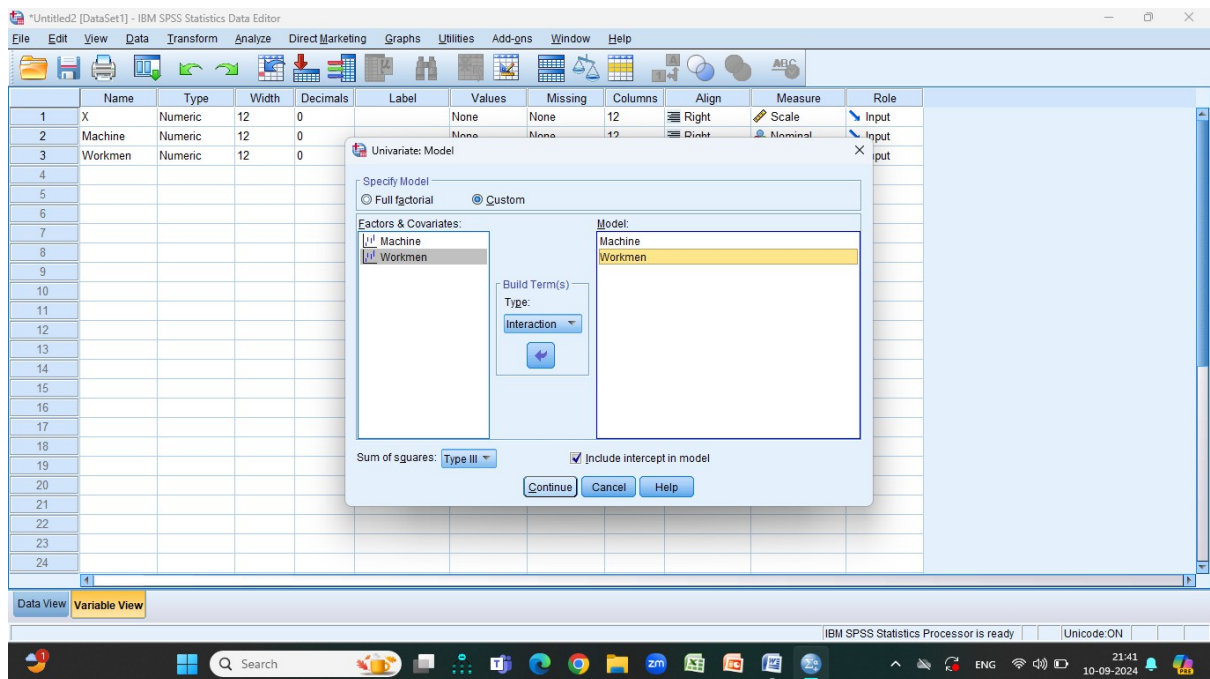 *Untitled2 [DataSet1] - IBM SPSS Statistics Data Editor
File Edit View Data Transform Analyze Direct Marketing Graphs Utilities Add-ons Window Help
Name Type Width Decimals Label Values Missing Columns Align Measure Role
1 X Numeric 12 0 None None 12 Right Scale Input
2 Machine Numeric 12 0 None None 12 Right Nominal Input
3 Workmen Numeric 12 0
4
5
6
7
8
9
10
11
12
13
14
15
16
17
18
19
20
21
22
23
24
Univariate: Model
Specify Model
Full factorial Custom
Factors & Covariates: Model:
Machine Machine
Workmen Workmen
Build Term(s)
Type:
Interaction
Sum of squares: Type III Include intercept in model
Continue Cancel Help
Data View Variable View
IBM SPSS Statistics Processor is ready Unicode:ON
Search ENG 21:41
10-09-2024